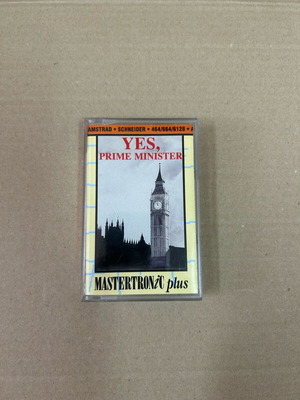 AMSTRAD • SCHNEIDER • 464/664/6128 • A
YES,
PRIME MINISTER
MASTERTRONiC plus